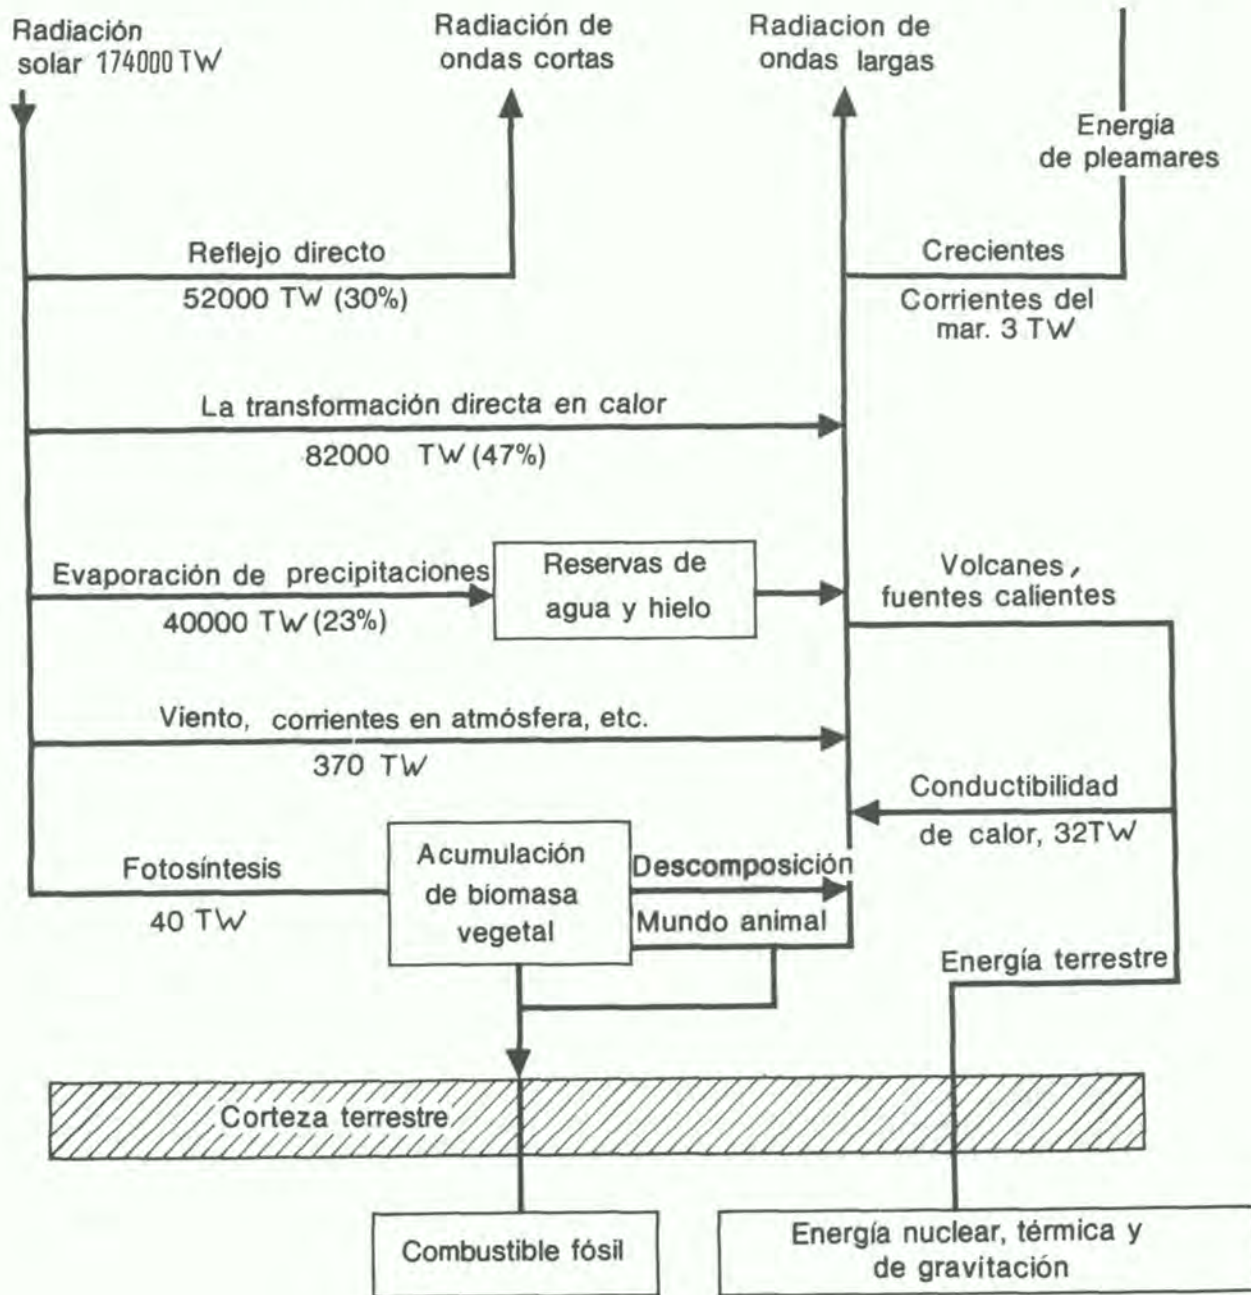 Radiación
solar 174000 TW
Radiación de
ondas cortas
Radiacion de
ondas largas
Energía
de pleamares
Reflejo directo
52000 TW (30%)
Crecientes
Corrientes del
mar. 3 TW
La transformación directa en calor
82000 TW (47%)
Evaporación de precipitaciones
40000 TW (23%)
Reservas de
agua y hielo
Volcanes,
fuentes calientes
Viento, corrientes en atmósfera, etc.
370 TW
Conductibilidad
de calor, 32TW
Fotosíntesis
40 TW
Acumulación
de biomasa
vegetal
Descomposición
Mundo animal
Energía terrestre
Corteza terrestre
Combustible fósil
Energía nuclear, térmica y
de gravitación